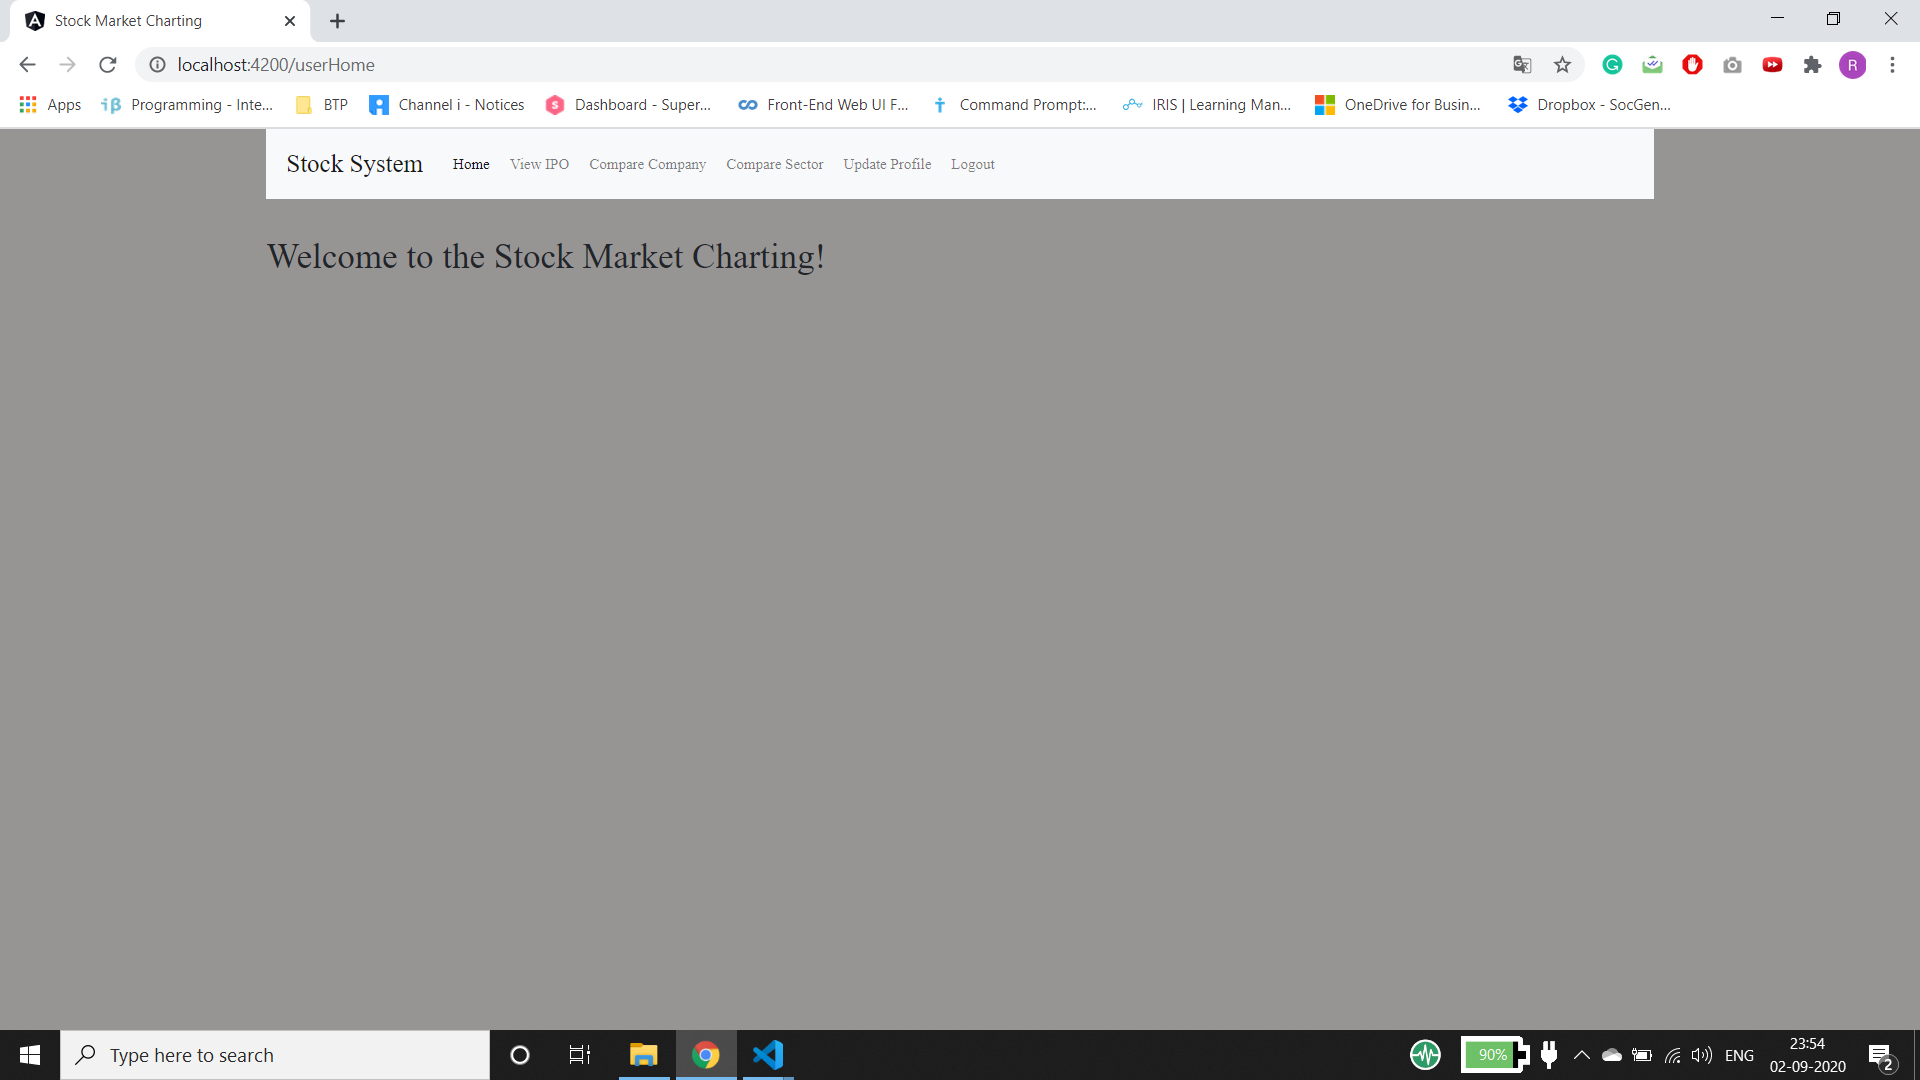 Stock Market Charting
localhost:4200/userHome
R
Apps Programming - Inte... BTP Channel i - Notices Dashboard - Super... Front-End Web UI F... Command Prompt:... IRIS | Learning Man... OneDrive for Busin... Dropbox - SocGen...
Stock System Home View IPO Compare Company Compare Sector Update Profile Logout
Welcome to the Stock Market Charting!
Type here to search
90%
ENG
23:54
02-09-2020
2